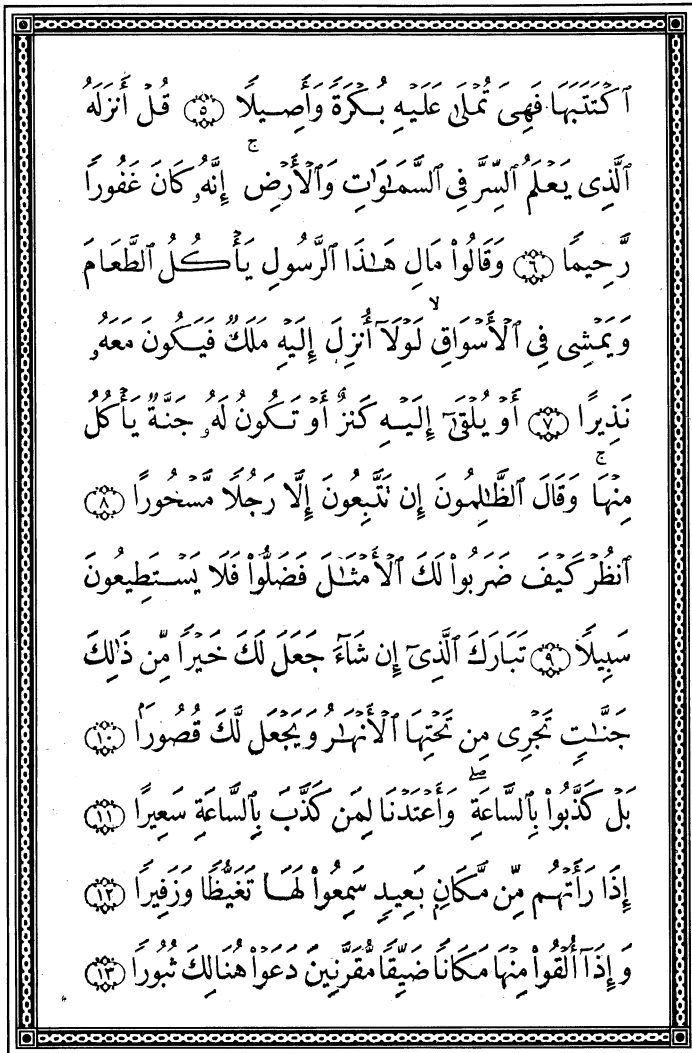 ٱكْتَتَبَهَا فَهِيَ تُمْلَىٰ عَلَيْهِ بُكْرَةً وَأَصِيلًا ۝٥ قُلْ أَنزَلَهُ
ٱلَّذِى يَعْلَمُ ٱلسِّرَّ فِى ٱلسَّمَٰوَٰتِ وَٱلْأَرْضِ ۚ إِنَّهُۥ كَانَ غَفُورًا
رَّحِيمًا ۝٦ وَقَالُوا۟ مَالِ هَٰذَا ٱلرَّسُولِ يَأْكُلُ ٱلطَّعَامَ
وَيَمْشِى فِى ٱلْأَسْوَاقِ ۙ لَوْلَآ أُنزِلَ إِلَيْهِ مَلَكٌ فَيَكُونَ مَعَهُۥ
نَذِيرًا ۝٧ أَوْ يُلْقَىٰٓ إِلَيْهِ كَنزٌ أَوْ تَكُونُ لَهُۥ جَنَّةٌ يَأْكُلُ
مِنْهَا ۚ وَقَالَ ٱلظَّٰلِمُونَ إِن تَتَّبِعُونَ إِلَّا رَجُلًا مَّسْحُورًا ۝٨
ٱنظُرْ كَيْفَ ضَرَبُوا۟ لَكَ ٱلْأَمْثَٰلَ فَضَلُّوا۟ فَلَا يَسْتَطِيعُونَ
سَبِيلًا ۝٩ تَبَارَكَ ٱلَّذِىٓ إِن شَآءَ جَعَلَ لَكَ خَيْرًا مِّن ذَٰلِكَ
جَنَّٰتٍ تَجْرِى مِن تَحْتِهَا ٱلْأَنْهَٰرُ وَيَجْعَل لَّكَ قُصُورًۢا ۝١٠
بَلْ كَذَّبُوا۟ بِٱلسَّاعَةِ ۖ وَأَعْتَدْنَا لِمَن كَذَّبَ بِٱلسَّاعَةِ سَعِيرًا ۝١١
إِذَا رَأَتْهُم مِّن مَّكَانٍۭ بَعِيدٍ سَمِعُوا۟ لَهَا تَغَيُّظًا وَزَفِيرًا ۝١٢
وَإِذَآ أُلْقُوا۟ مِنْهَا مَكَانًا ضَيِّقًا مُّقَرَّنِينَ دَعَوْا۟ هُنَالِكَ ثُبُورًا ۝١٣